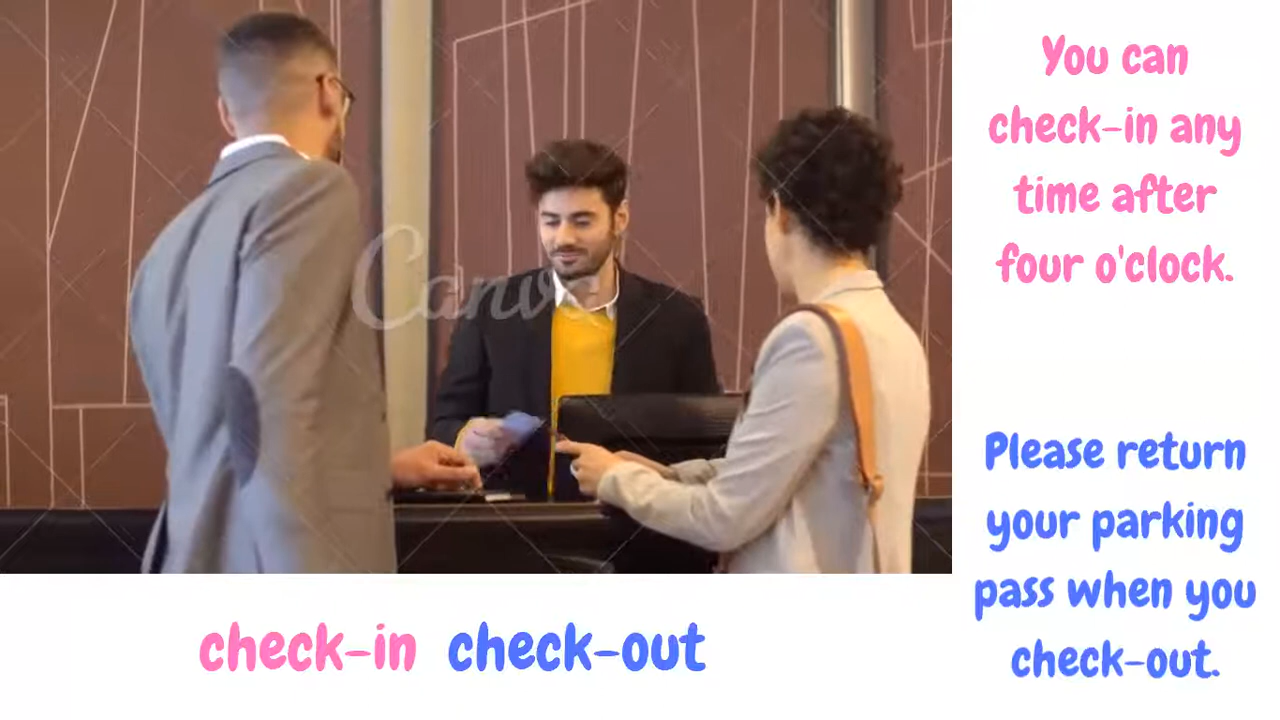 You can
check-in any
time after
four o'clock.
Canva
Please return
your parking
pass when you
check-out.
check-in check-out